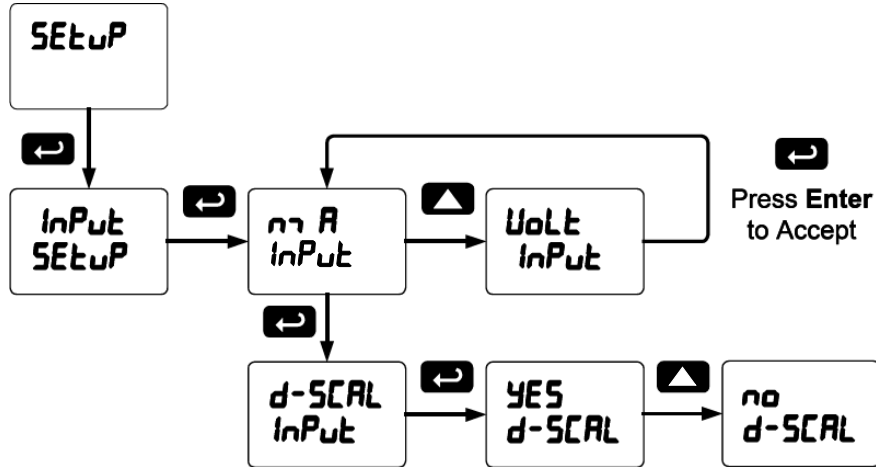 SEtuP
InPut
SEtuP
mA
InPut
VoLt
InPut
Press Enter
to Accept
d-SCAL
InPut
YES
d-SCAL
no
d-SCAL